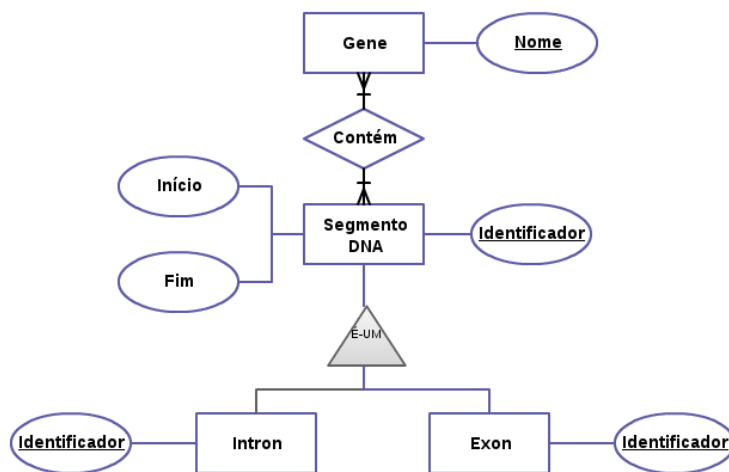 Gene
Nome
Contém
Início
Segmento
DNA
Identificador
Fim
É-UM
Identificador
Intron
Exon
Identificador